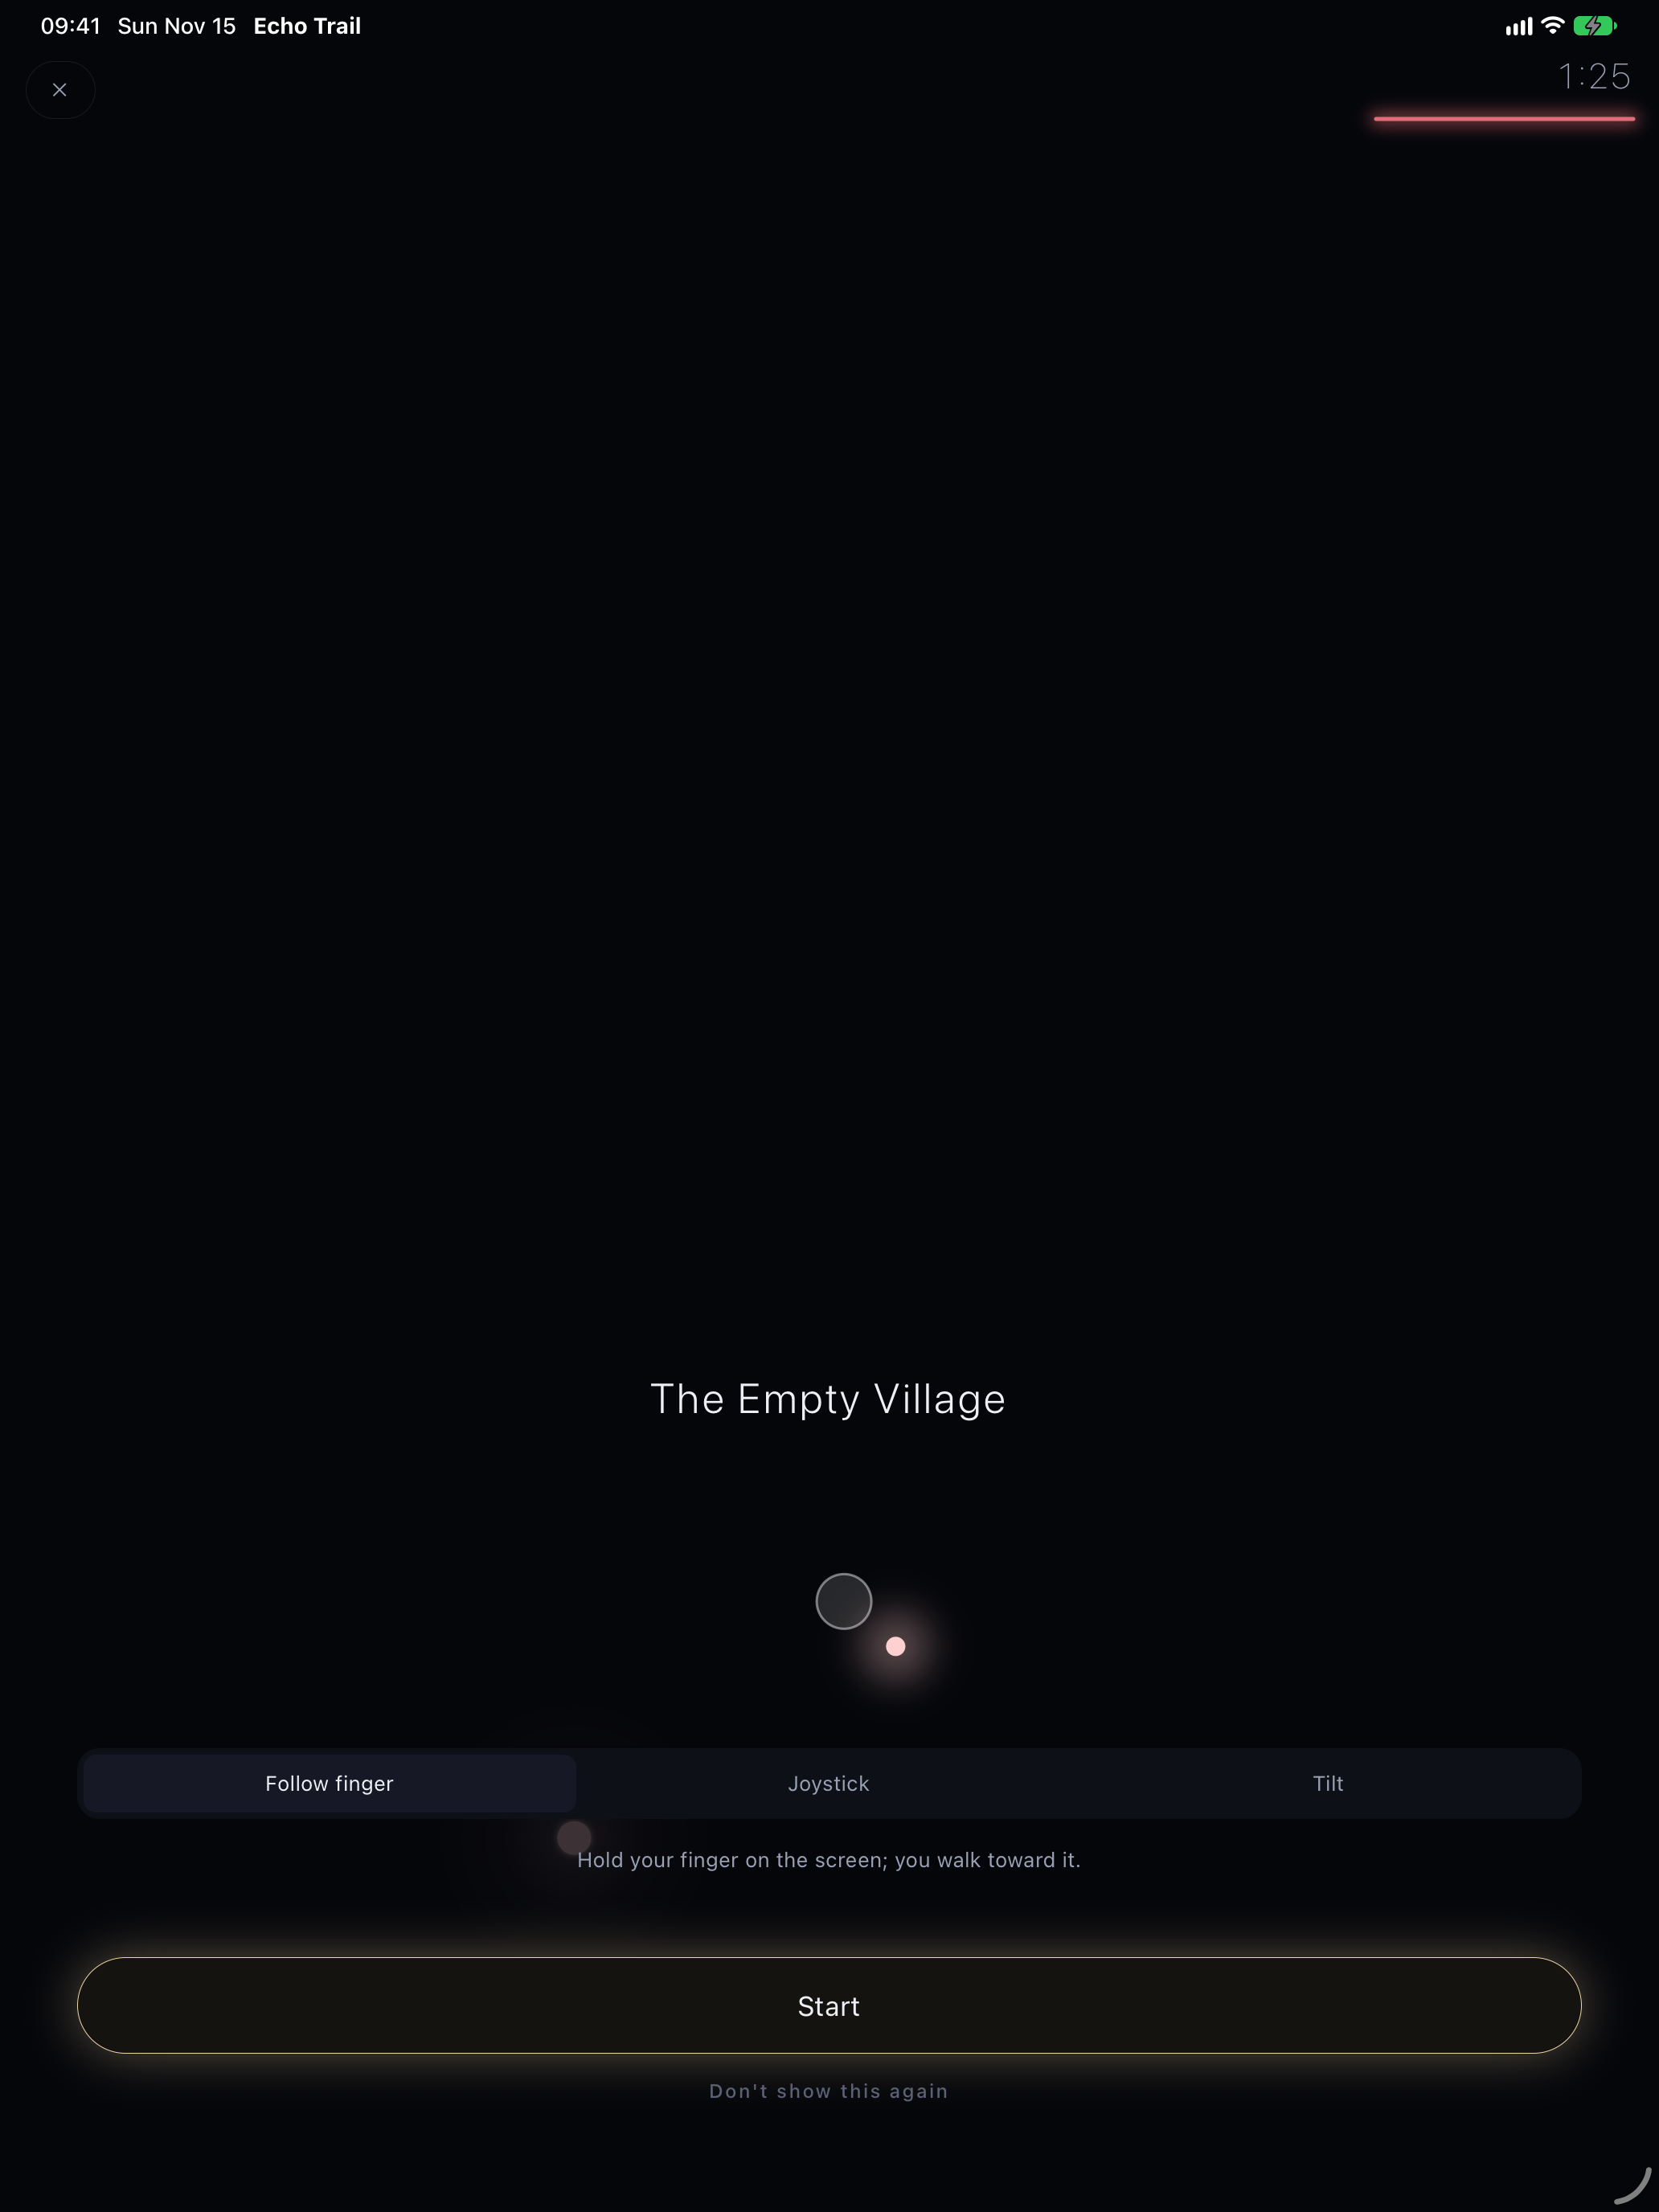 09:41 Sun Nov 15 Echo Trail
1:25
The Empty Village
Follow finger Joystick Tilt
Hold your finger on the screen; you walk toward it.
Start
Don't show this again